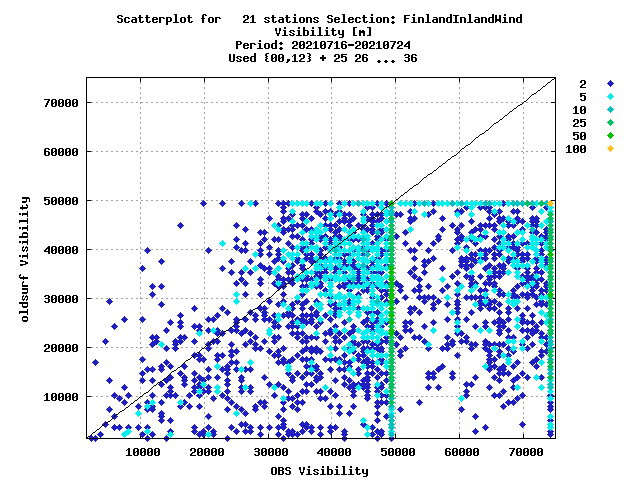 Scatterplot for 21 stations Selection: FinlandInlandWind
Visibility [m]
Period: 20210716-20210724
Used {00,12} + 25 26 ... 36
2
5
10
25
50
100
70000
60000
50000
40000
30000
20000
10000
oldsurf Visibility
10000 20000 30000 40000 50000 60000 70000
OBS Visibility